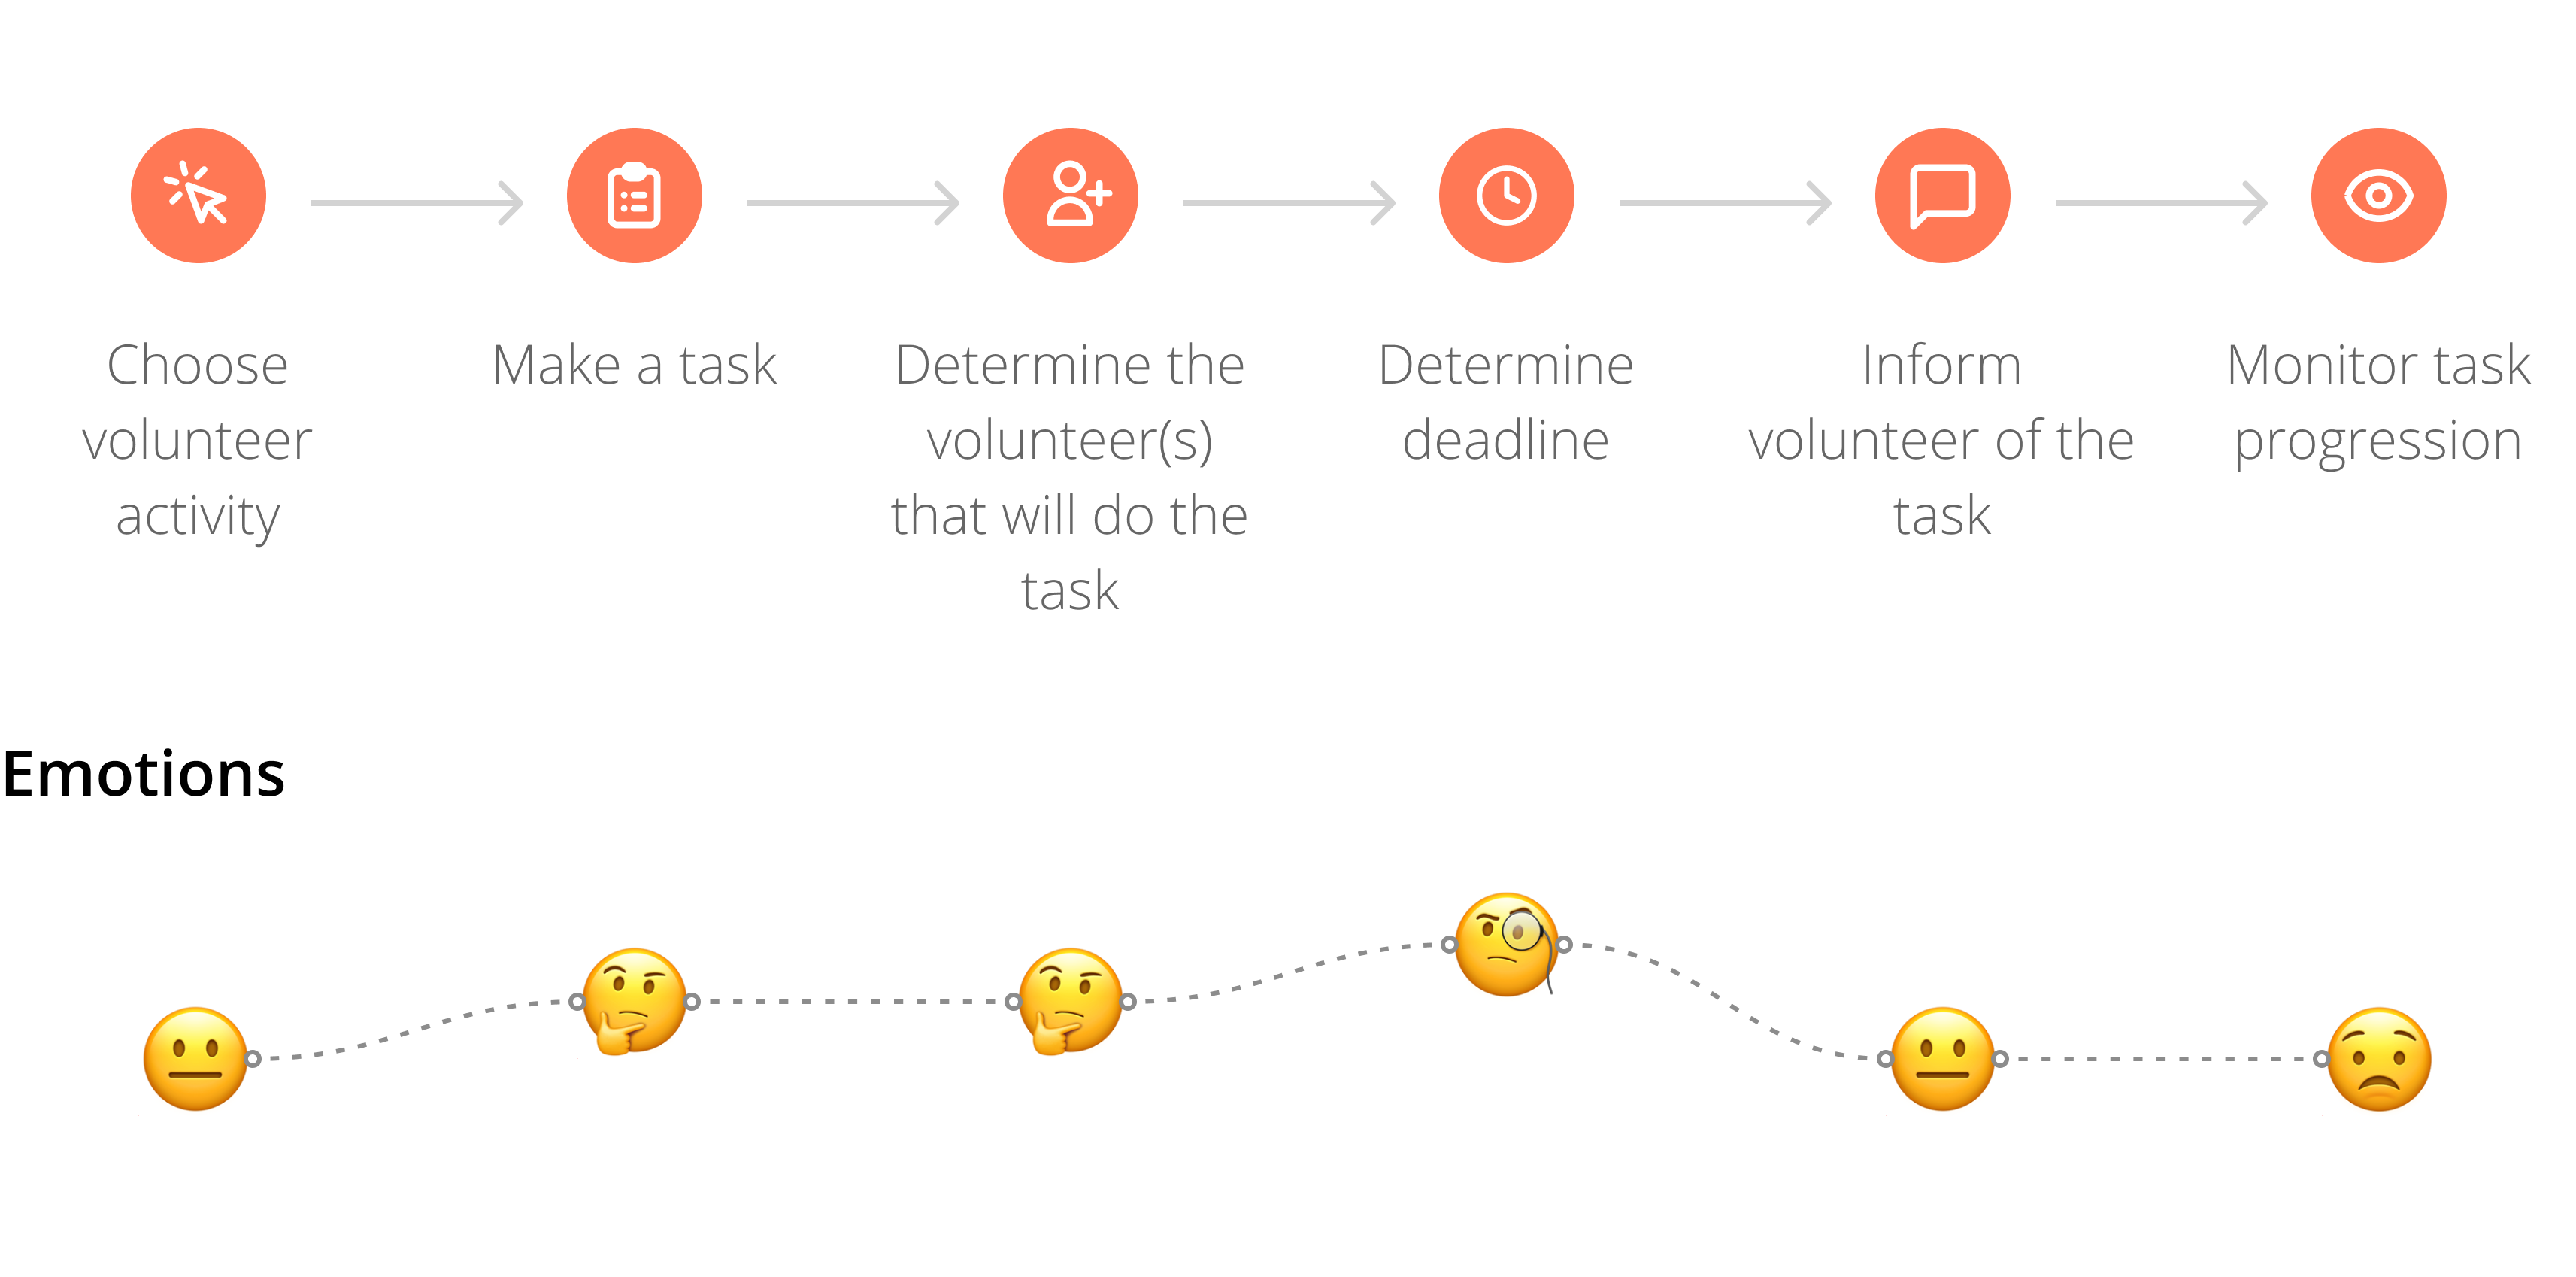 Choose
volunteer
activity
Make a task
Determine the
volunteer(s)
that will do the
task
Determine
deadline
Inform
volunteer of the
task
Monitor task
progression
Emotions